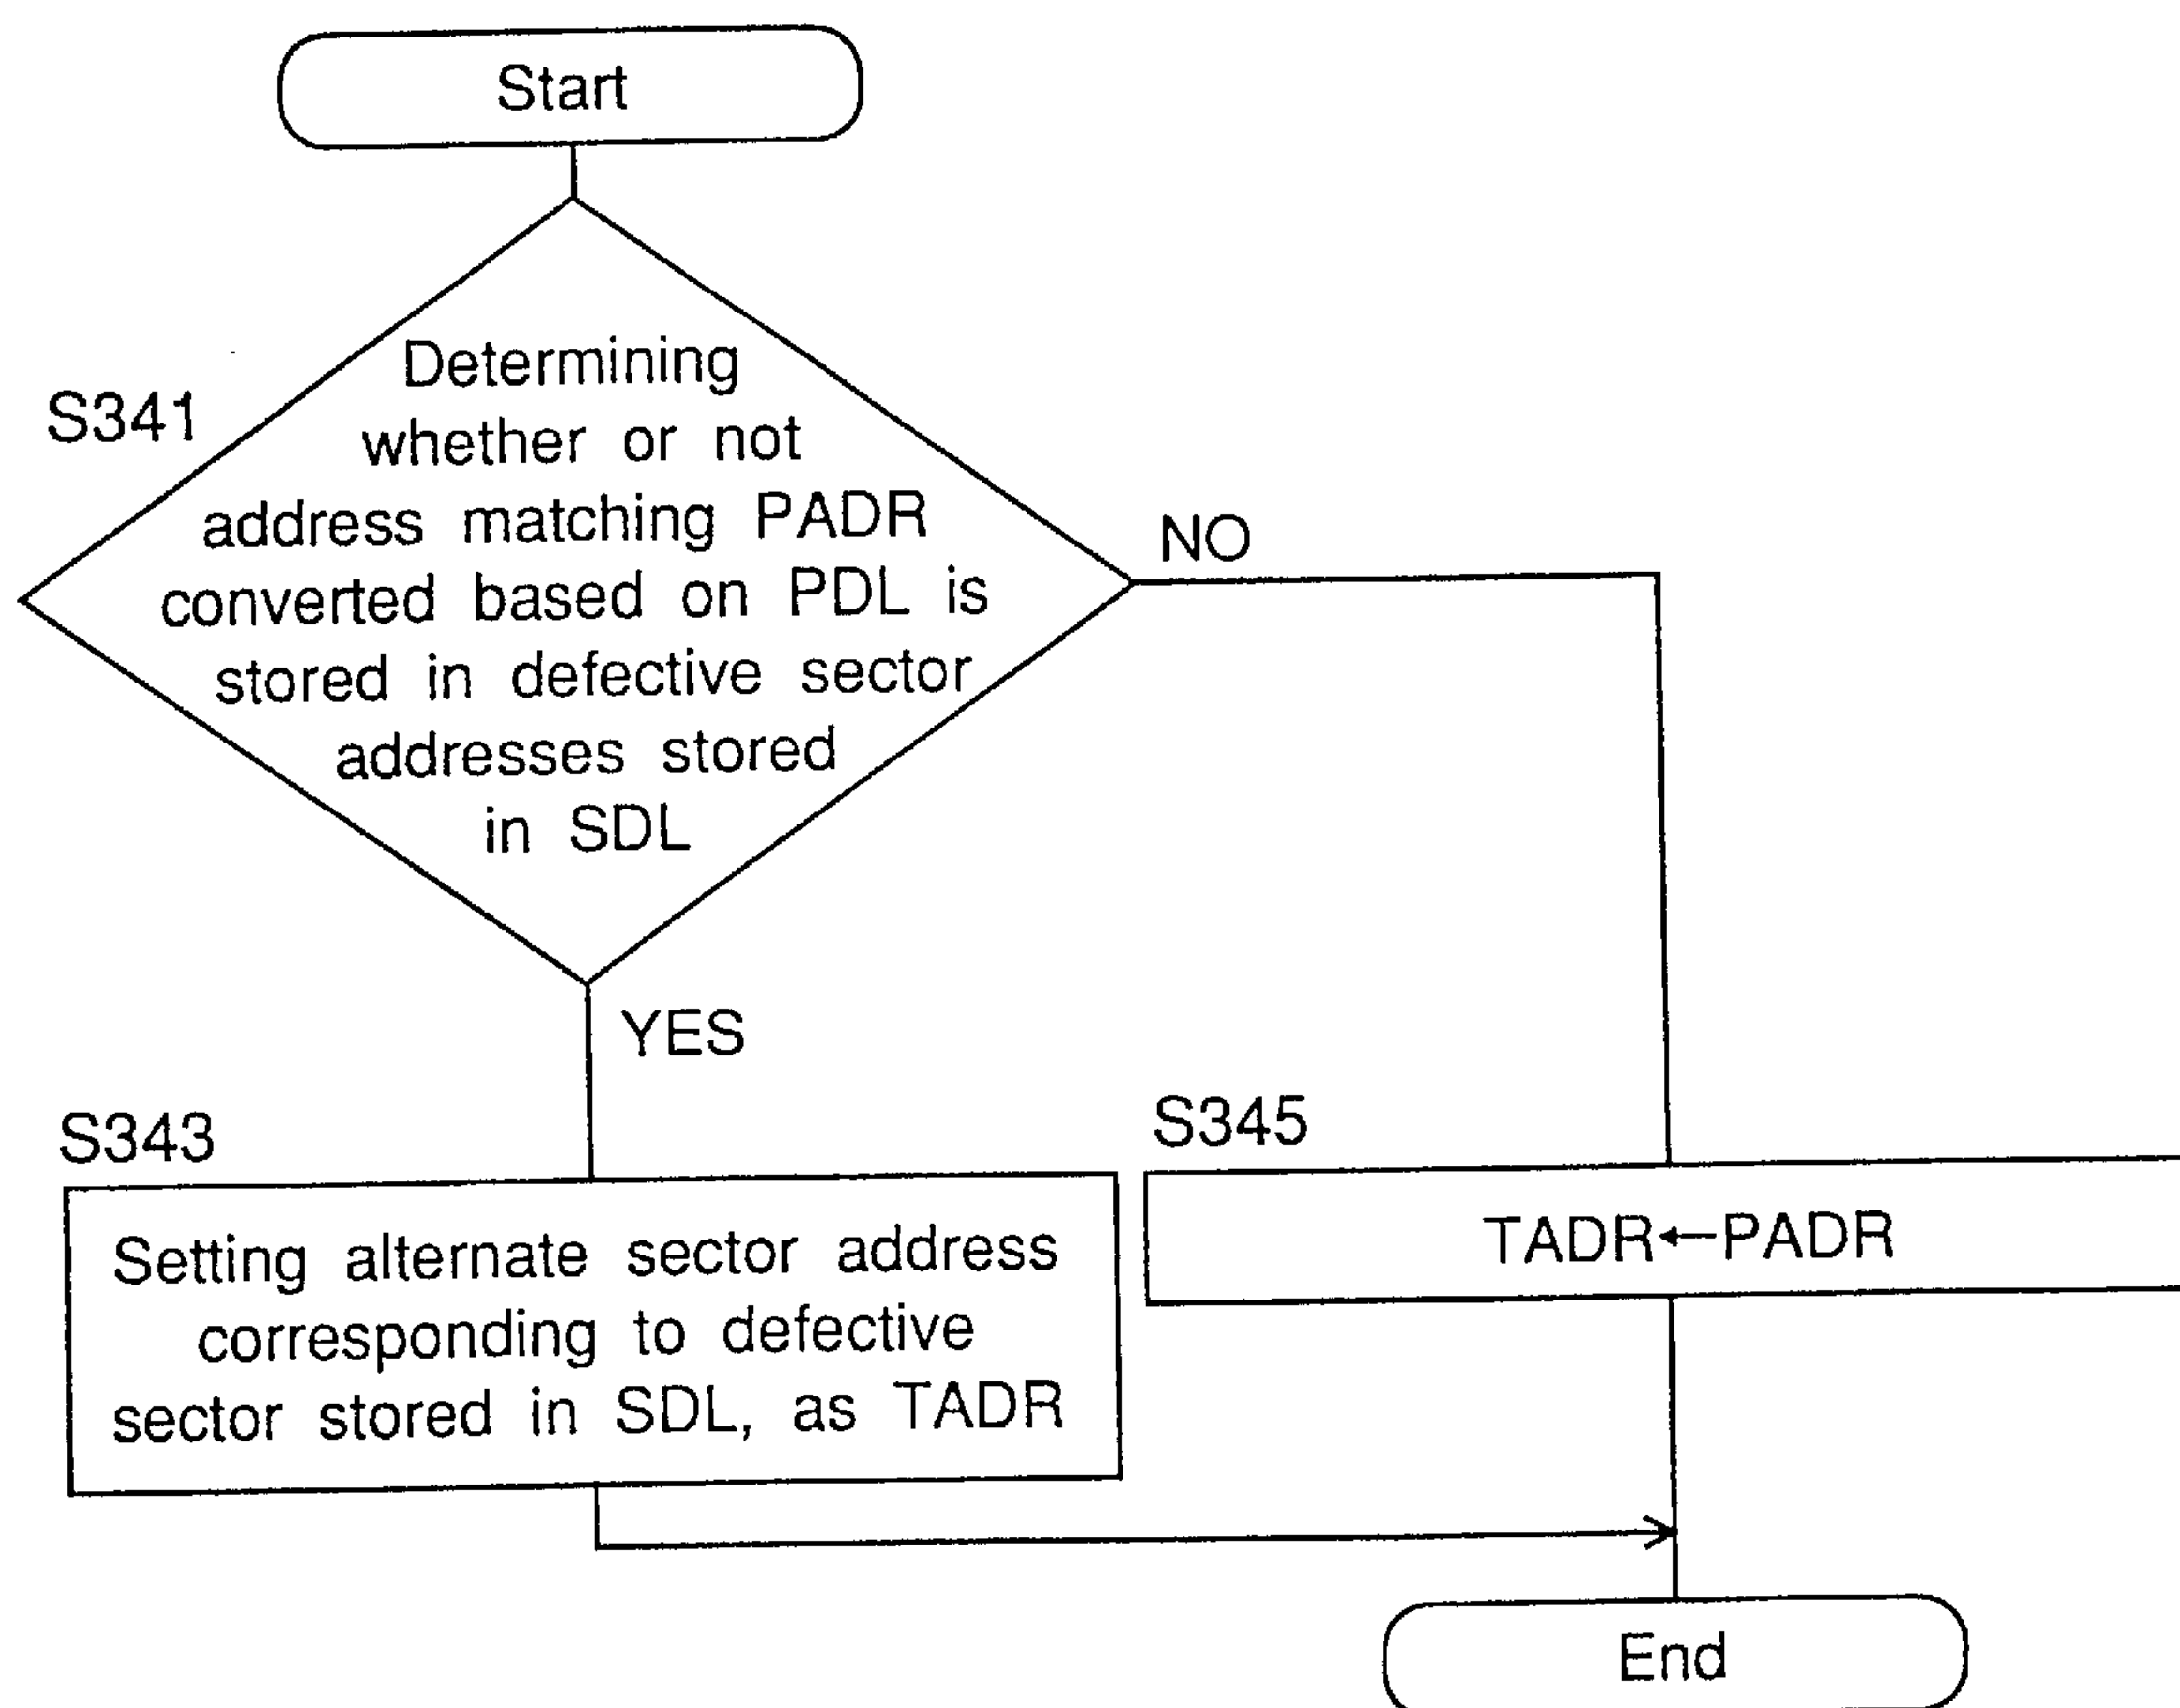 Start
S341
Determining
whether or not
address matching PADR
converted based on PDL is
stored in defective sector
addresses stored
in SDL
NO
YES
S343
Setting alternate sector address
corresponding to defective
sector stored in SDL, as TADR
S345
TADR←PADR
End